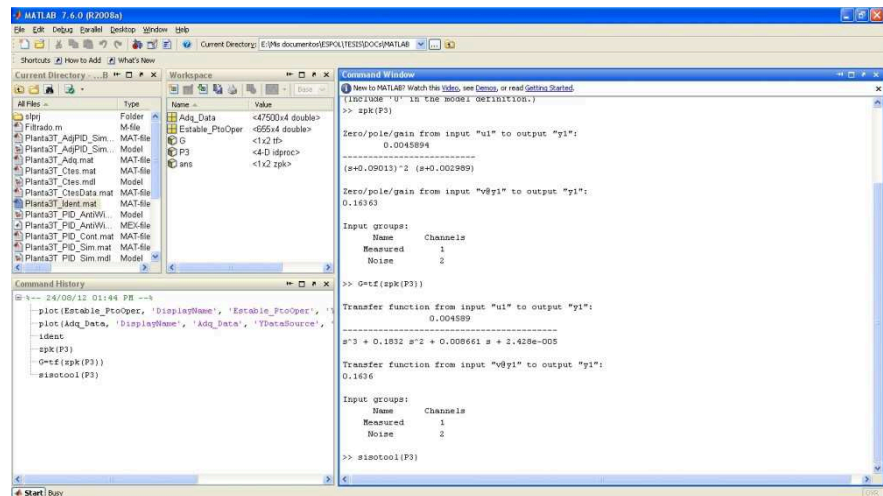 MATLAB 7.6.0 (R2008a)
File Edit Debug Parallel Desktop Window Help
Current Directory: E:\Mis documentos\ESPOL\TESIS\DOCs\MATLAB
Shortcuts How to Add What's New
Current Directory - ...B
All Files Type
slprj Folder
Filtrado.m M-file
Planta3T_AdjPID_Sim... MAT-file
Planta3T_AdjPID_Sim... Model
Planta3T_Adq.mat MAT-file
Planta3T_Ctes.mat MAT-file
Planta3T_Ctes.mdl Model
Planta3T_CtesData.mat MAT-file
Planta3T_Ident.mat MAT-file
Planta3T_PID_AntiWi... Model
Planta3T_PID_AntiWi... MEX-file
Planta3T_PID_Cont.mat MAT-file
Planta3T_PID_Sim.mat MAT-file
Planta3T_PID_Sim.mdl Model
Workspace
Base
Name Value
Adq_Data <47500x4 double>
Estable_PtoOper <655x4 double>
G <1x2 tf>
P3 <4-D idproc>
ans <1x2 zpk>
Command History
%-- 24/08/12 01:44 PM --%
plot(Estable_PtoOper, 'DisplayName', 'Estable_PtoOper', 'Y
plot(Adq_Data, 'DisplayName', 'Adq_Data', 'YDataSource', '
ident
zpk(P3)
G=tf(zpk(P3))
sisotool(P3)
Command Window
New to MATLAB? Watch this Video, see Demos, or read Getting Started.
(Include 'U' in the model definition.)
>> zpk(P3)
Zero/pole/gain from input "u1" to output "y1":
0.0045894
-------------------------
(s+0.09013)^2 (s+0.002989)
Zero/pole/gain from input "v@y1" to output "y1":
0.16363
Input groups:
Name Channels
Measured 1
Noise 2
>> G=tf(zpk(P3))
Transfer function from input "u1" to output "y1":
0.004589
-----------------------------------------
s^3 + 0.1832 s^2 + 0.008661 s + 2.428e-005
Transfer function from input "v@y1" to output "y1":
0.1636
Input groups:
Name Channels
Measured 1
Noise 2
>> sisotool(P3)
Start Busy
OVR